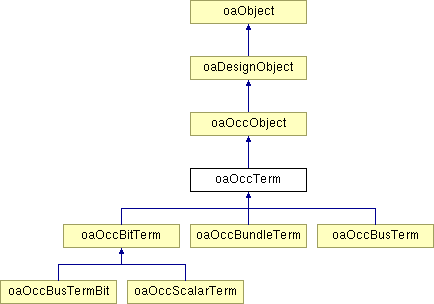 oaObject
oaDesignObject
oaOccObject
oaOccTerm
oaOccBitTerm
oaOccBundleTerm
oaOccBusTerm
oaOccBusTermBit
oaOccScalarTerm